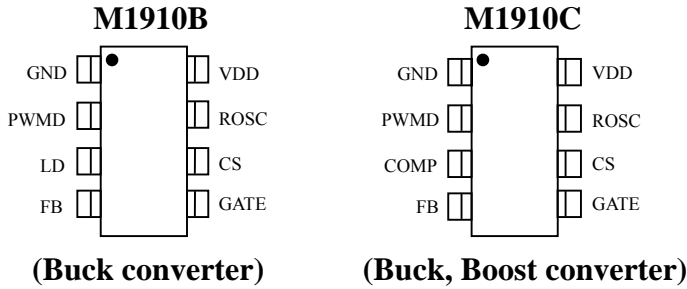 M1910B
GND VDD
PWMD ROSC
LD CS
FB GATE
(Buck converter)
M1910C
GND VDD
PWMD ROSC
COMP CS
FB GATE
(Buck, Boost converter)